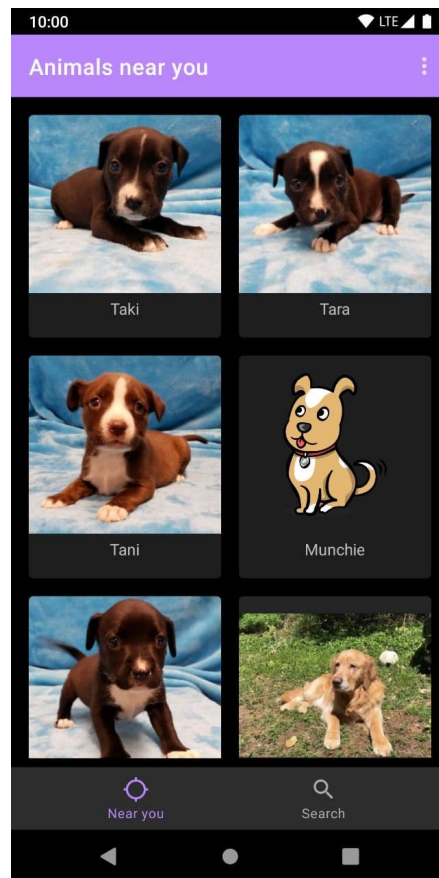 10:00 LTE
Animals near you
Taki Tara
Tani Munchie
Near you Search